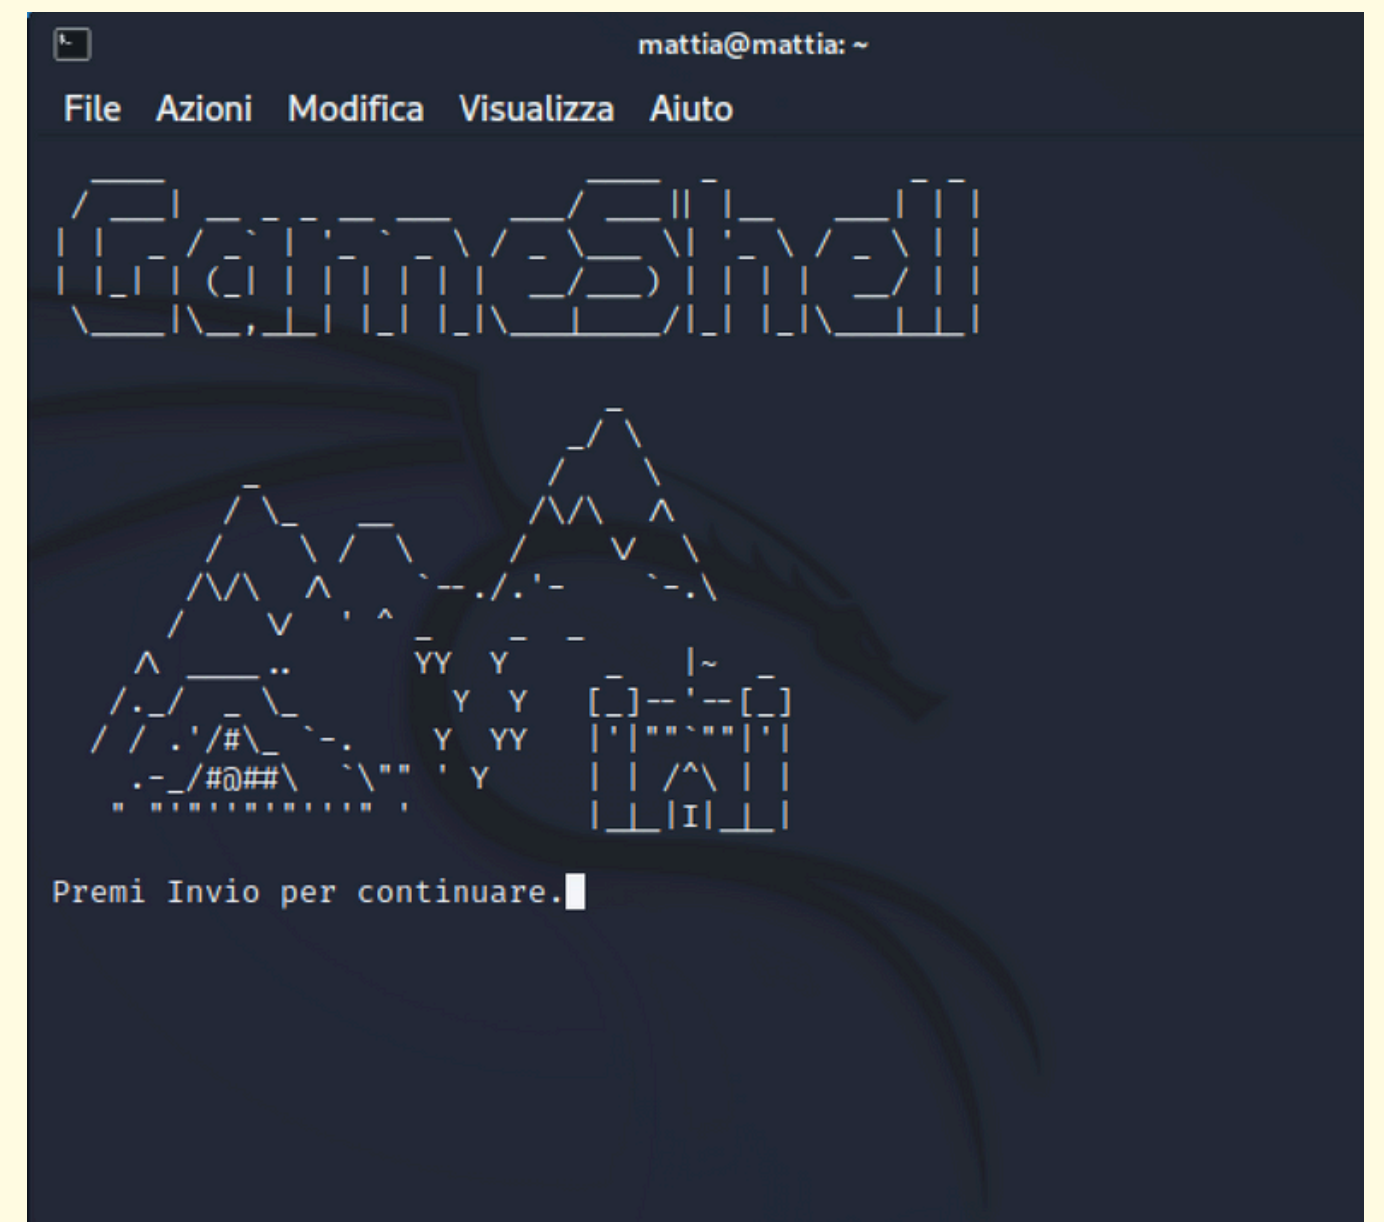 mattia@mattia: ~
File Azioni Modifica Visualizza Aiuto
GameShell
Premi Invio per continuare.